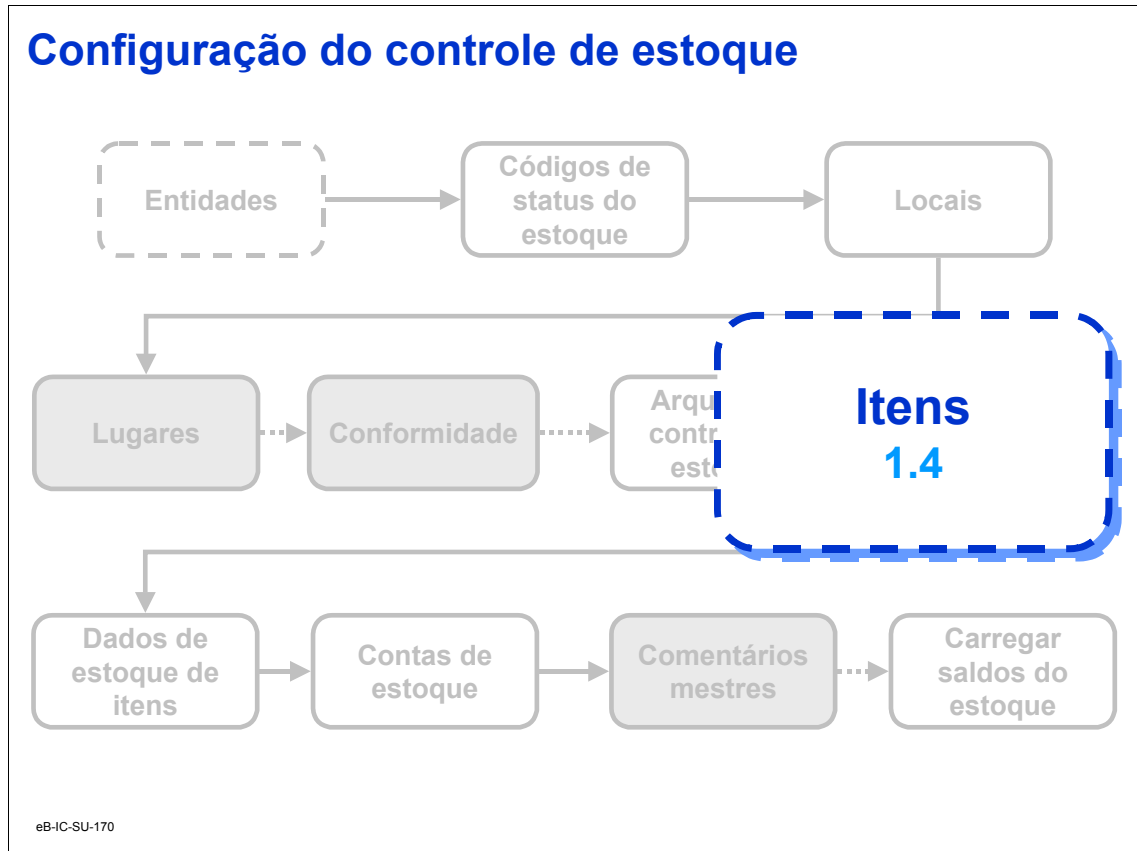 Configuração do controle de estoque
Entidades
Códigos de
status do
estoque
Locais
Lugares
Conformidade
Itens
1.4
Dados de
estoque de
itens
Contas de
estoque
Comentários
mestres
Carregar
saldos do
estoque
eB-IC-SU-170